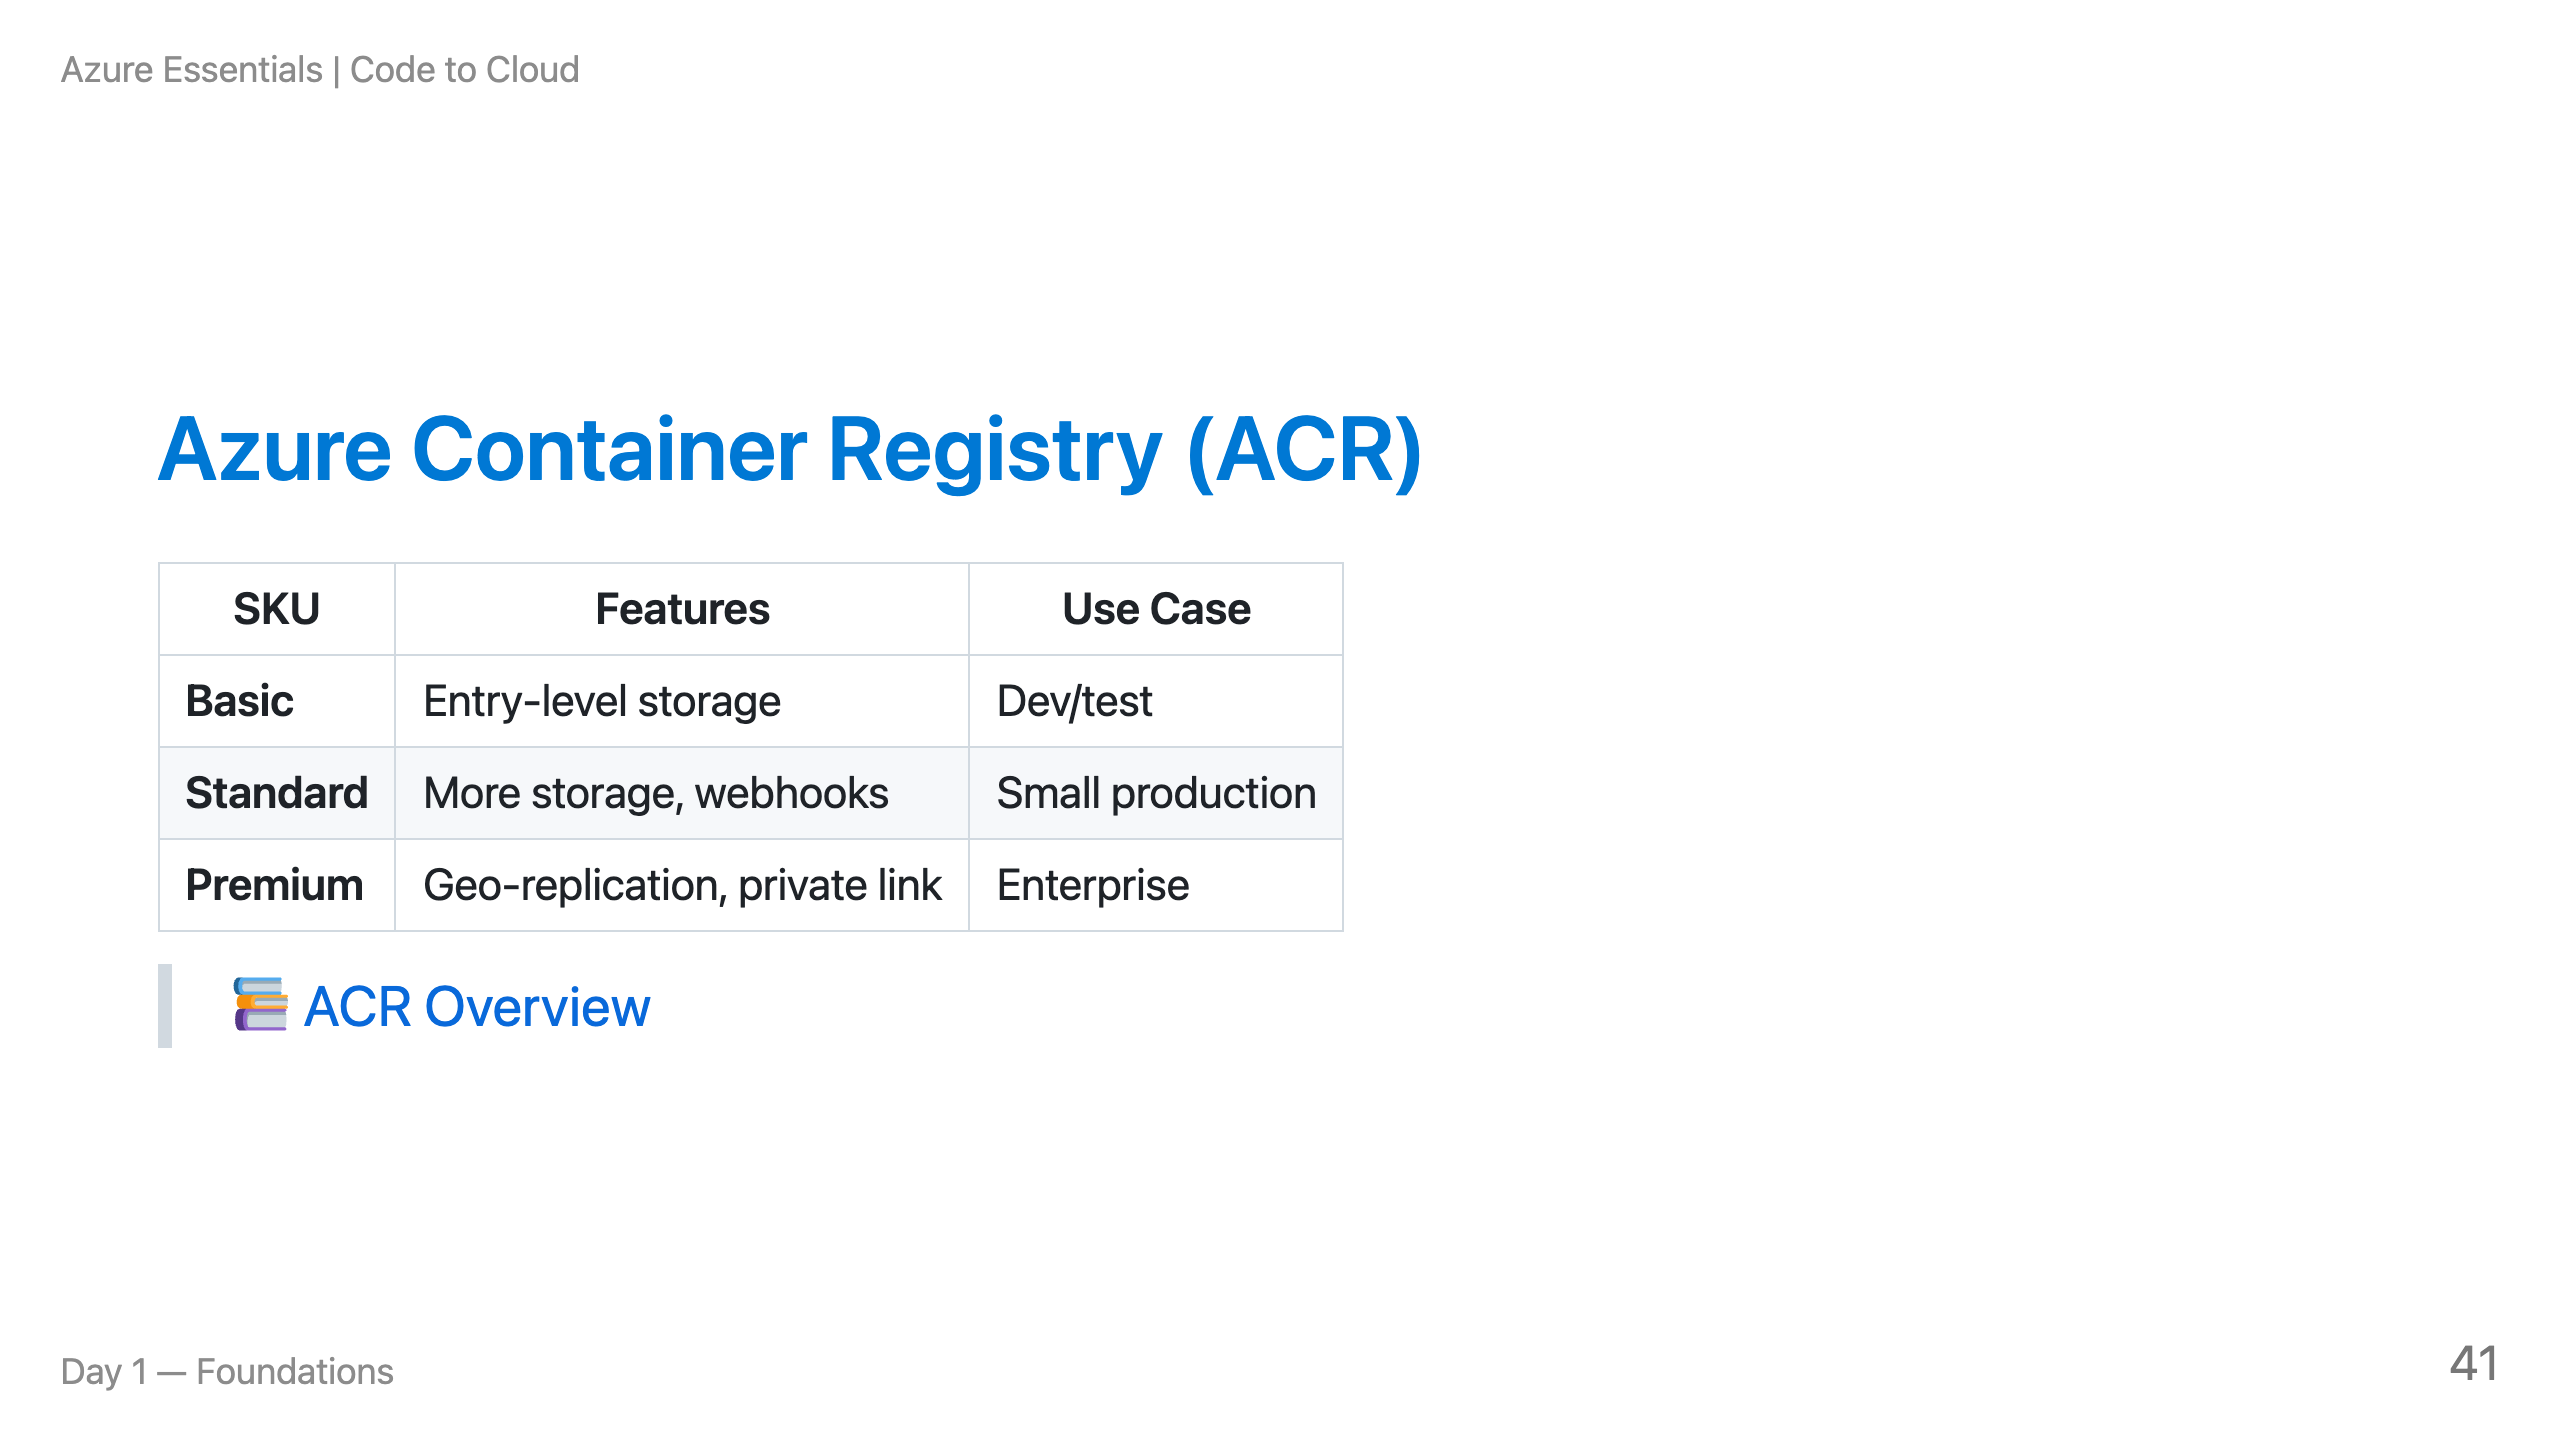 Azure Essentials | Code to Cloud
Azure Container Registry (ACR)
SKU Features Use Case
Basic Entry-level storage Dev/test
Standard More storage, webhooks Small production
Premium Geo-replication, private link Enterprise
📚 ACR Overview
Day 1 — Foundations
41